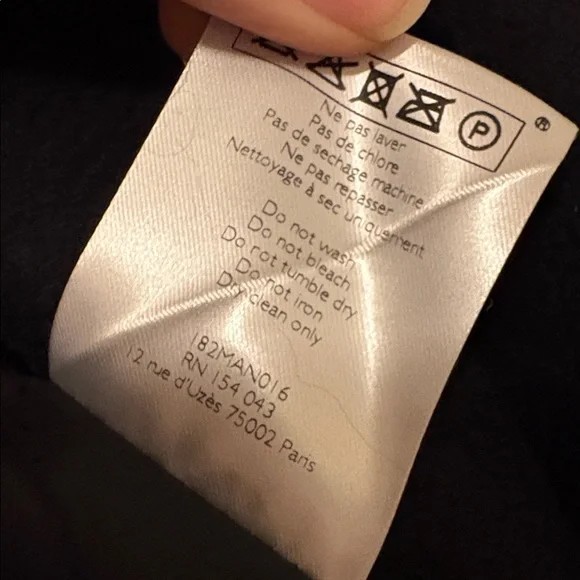 P
®
Ne pas laver
Pas de chlore
Pas de sechage machine
Ne pas repasser
Nettoyage à sec uniquement
Do not wash
Do not bleach
Do not tumble dry
Do not iron
Dry clean only
182MAN016
RN 154 043
12 rue d'Uzès 75002 Paris